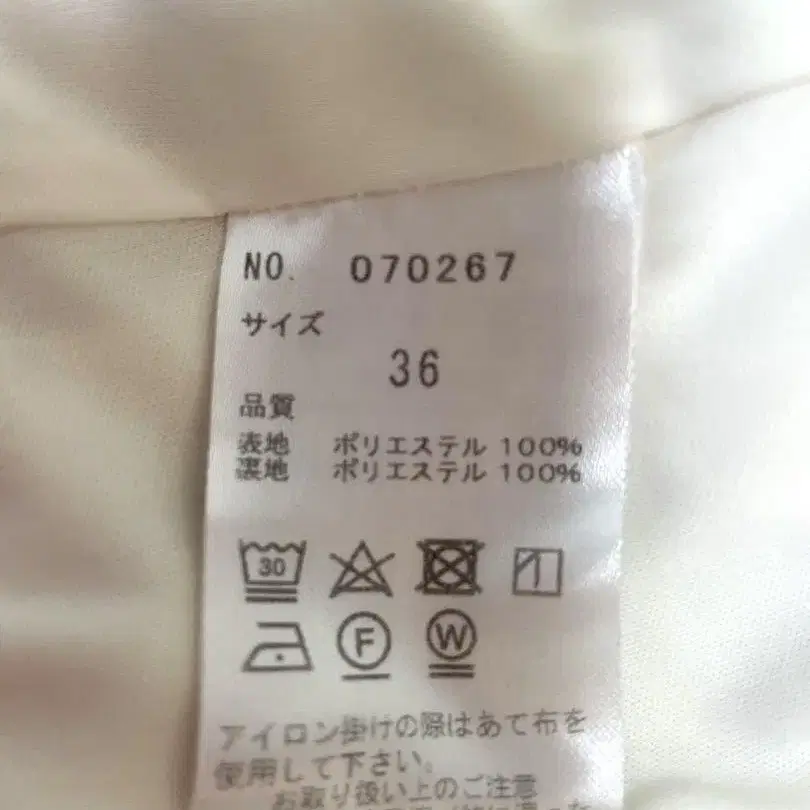 NO. 070267
サイズ
36
品質
表地 ポリエステル 100%
裏地 ポリエステル 100%
30
F W
アイロン掛けの際はあて布を
使用して下さい。
お取り扱い上のご注意